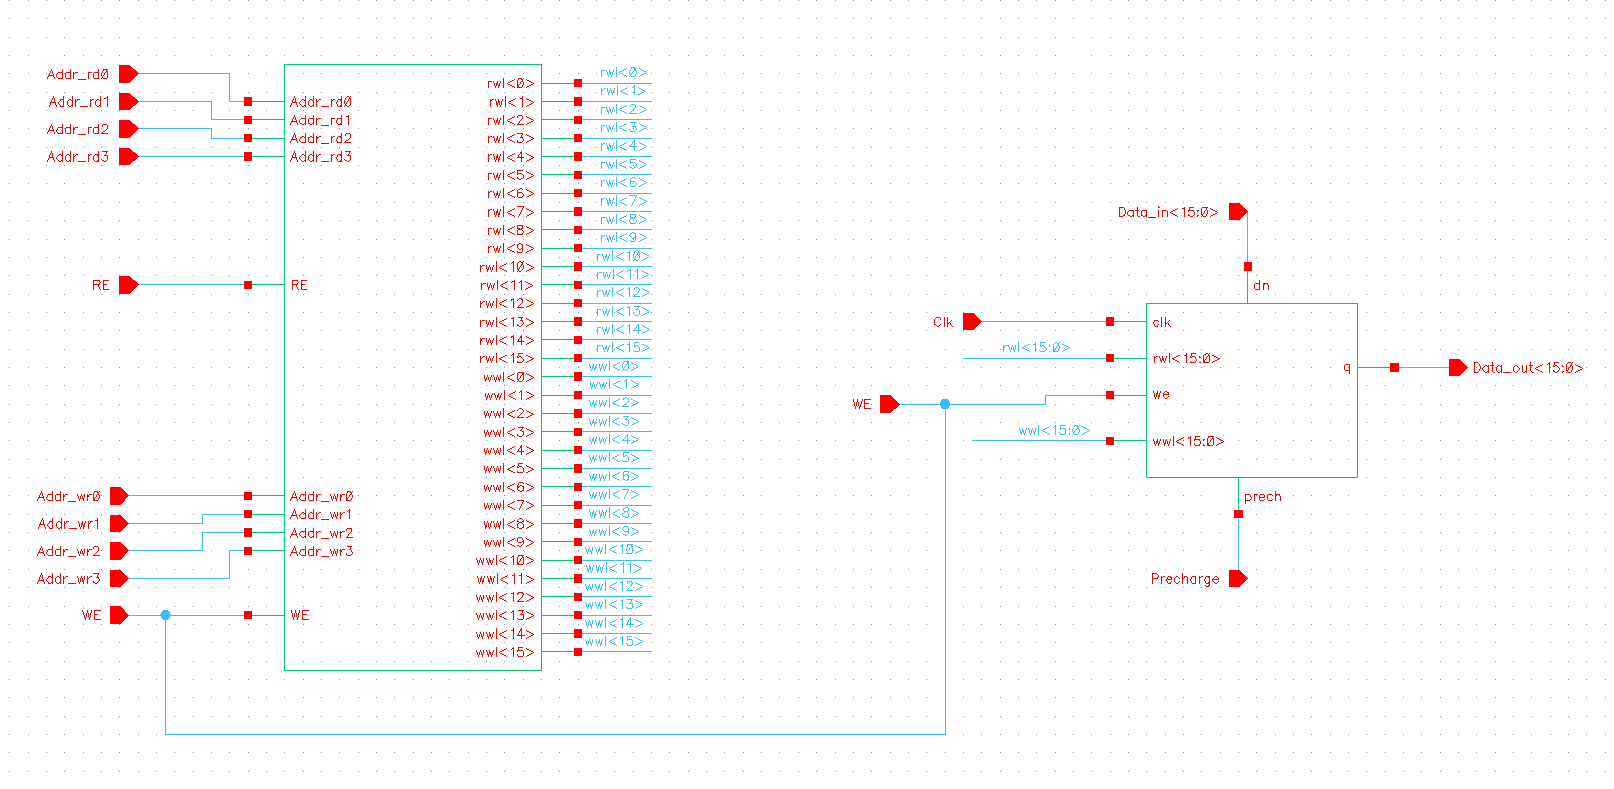 Addr_rd0
Addr_rd1
Addr_rd2
Addr_rd3
RE
Addr_wr0
Addr_wr1
Addr_wr2
Addr_wr3
WE
Addr_rd0
Addr_rd1
Addr_rd2
Addr_rd3
RE
Addr_wr0
Addr_wr1
Addr_wr2
Addr_wr3
WE
rwl<0> rwl<0>
rwl<1> rwl<1>
rwl<2> rwl<2>
rwl<3> rwl<3>
rwl<4> rwl<4>
rwl<5> rwl<5>
rwl<6> rwl<6>
rwl<7> rwl<7>
rwl<8> rwl<8>
rwl<9> rwl<9>
rwl<10> rwl<10>
rwl<11> rwl<11>
rwl<12> rwl<12>
rwl<13> rwl<13>
rwl<14> rwl<14>
rwl<15> rwl<15>
wwl<0> wwl<0>
wwl<1> wwl<1>
wwl<2> wwl<2>
wwl<3> wwl<3>
wwl<4> wwl<4>
wwl<5> wwl<5>
wwl<6> wwl<6>
wwl<7> wwl<7>
wwl<8> wwl<8>
wwl<9> wwl<9>
wwl<10> wwl<10>
wwl<11> wwl<11>
wwl<12> wwl<12>
wwl<13> wwl<13>
wwl<14> wwl<14>
wwl<15> wwl<15>
Data_in<15:0>
dn
Clk
clk
rwl<15:0>
rwl<15:0>
WE
we
wwl<15:0>
wwl<15:0>
q
Data_out<15:0>
prech
Precharge